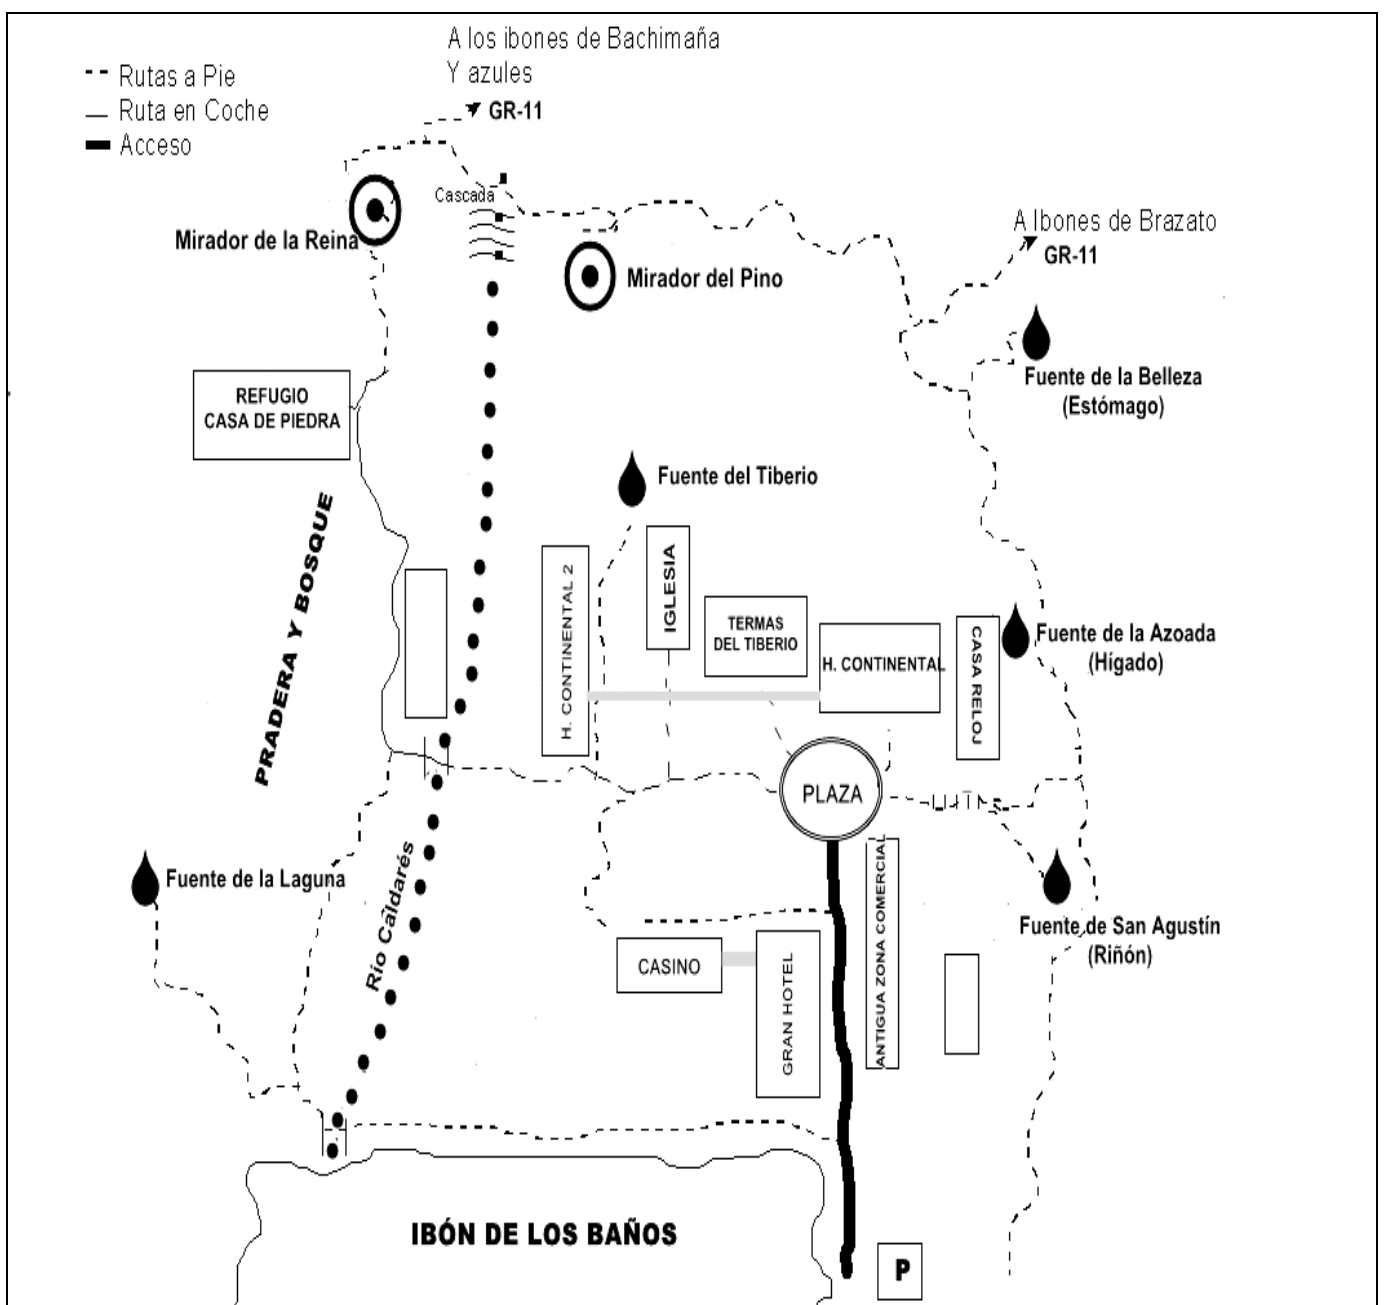 A los ibones de Bachimaña
Y azules
GR-11
Rutas a Pie
Ruta en Coche
Acceso
Cascada
Mirador de la Reina
Mirador del Pino
A Ibones de Brazato
GR-11
Fuente de la Belleza
(Estómago)
REFUGIO
CASA DE PIEDRA
Fuente del Tiberio
PRADERA Y BOSQUE
H. CONTINENTAL 2
IGLESIA
TERMAS
DEL TIBERIO
H. CONTINENTAL
CASA RELOJ
Fuente de la Azoada
(Hígado)
PLAZA
Fuente de la Laguna
Río Caldarés
ANTIGUA ZONA COMERCIAL
Fuente de San Agustín
(Riñón)
CASINO
GRAN HOTEL
IBÓN DE LOS BAÑOS
P